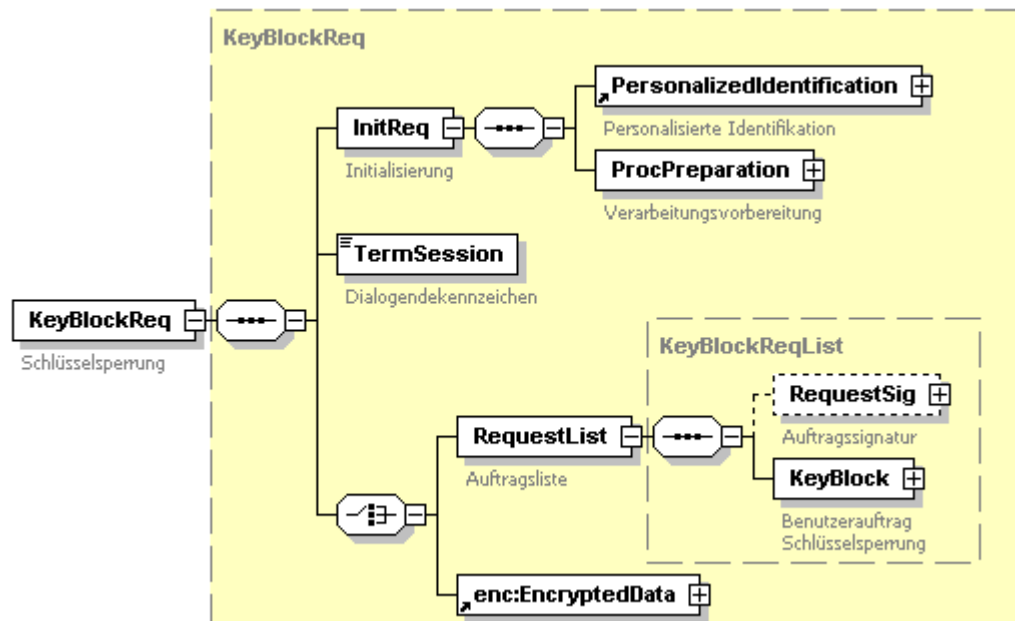 KeyBlockReq
InitReq
Initialisierung
PersonalizedIdentification
Personalisierte Identifikation
ProcPreparation
Verarbeitungsvorbereitung
TermSession
Dialogendekennzeichen
KeyBlockReq
Schlüsselsperrung
KeyBlockReqList
RequestSig
Auftragssignatur
RequestList
Auftragsliste
KeyBlock
Benutzerauftrag
Schlüsselsperrung
enc:EncryptedData